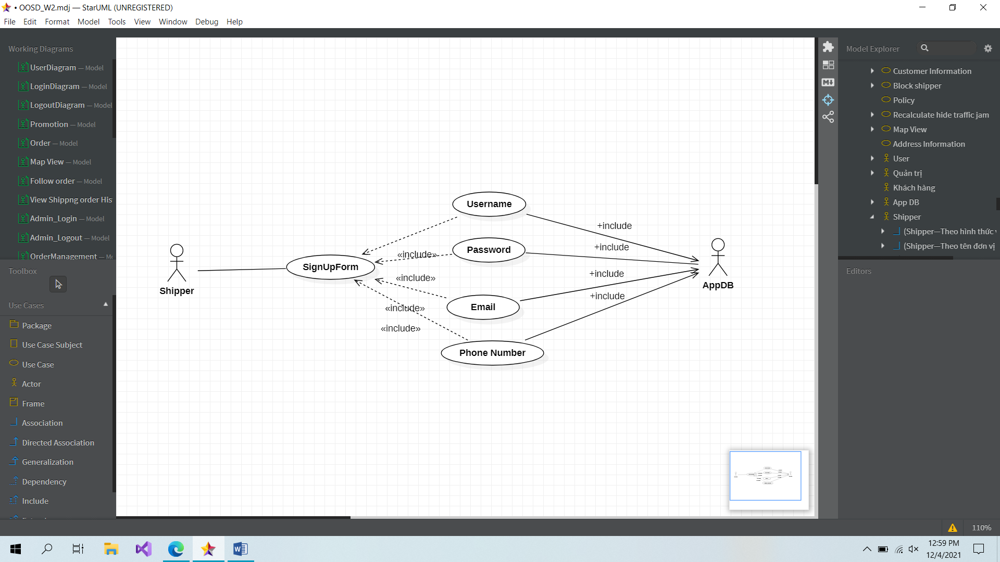 • OOSD_W2.mdj — StarUML (UNREGISTERED)
File Edit Format Model Tools View Window Debug Help
Working Diagrams
UserDiagram — Model
LoginDiagram — Model
LogoutDiagram — Model
Promotion — Model
Order — Model
Map View — Model
Follow order — Model
View Shippng order His
Admin_Login — Model
Admin_Logout — Model
OrderManagement — Mo
Toolbox
Use Cases
Package
Use Case Subject
Use Case
Actor
Frame
Association
Directed Association
Generalization
Dependency
Include
Shipper
SignUpForm
Username
Password
Email
Phone Number
«include»
«include»
«include»
«include»
+include
+include
+include
+include
AppDB
Model Explorer
Customer Information
Block shipper
Policy
Recalculate hide traffic jam
Map View
Address Information
User
Quản trị
Khách hàng
App DB
Shipper
(Shipper—Theo hình thức v
(Shipper—Theo tên đơn vị
Editors
110%
12:59 PM
12/4/2021